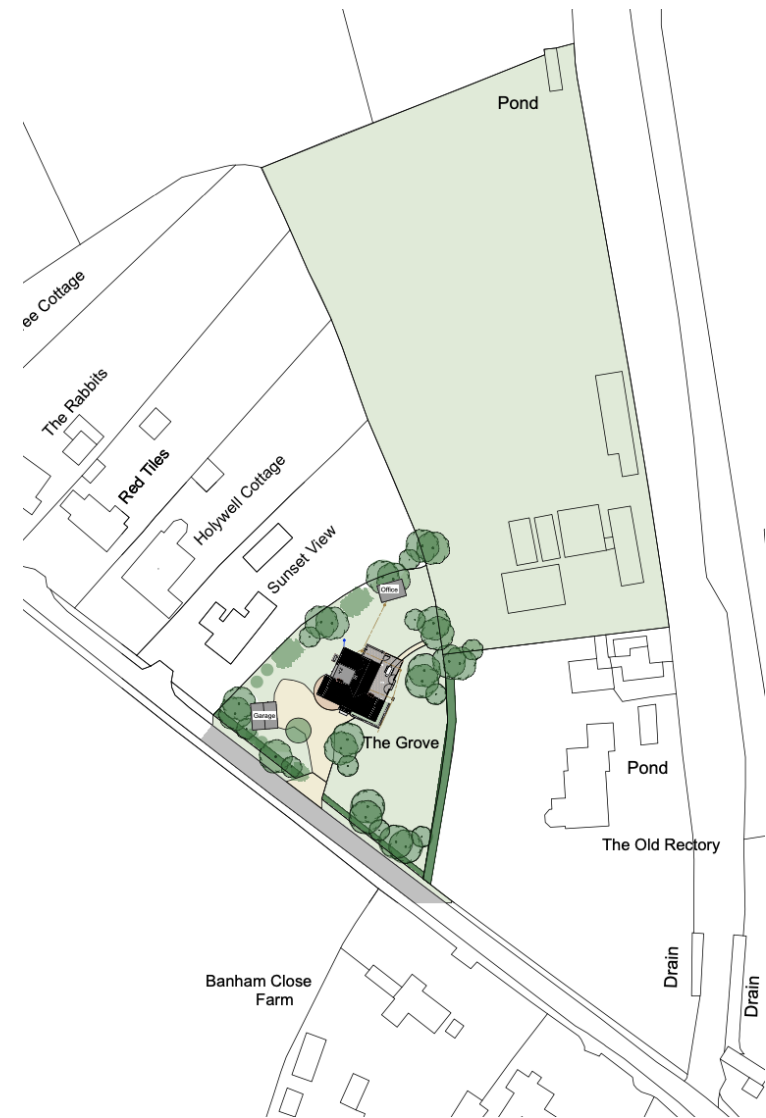 Pond
ee Cottage
The Rabbits
Red Tiles
Holywell Cottage
Sunset View
Office
Garage
The Grove
Pond
The Old Rectory
Banham Close
Farm
Drain
Drain